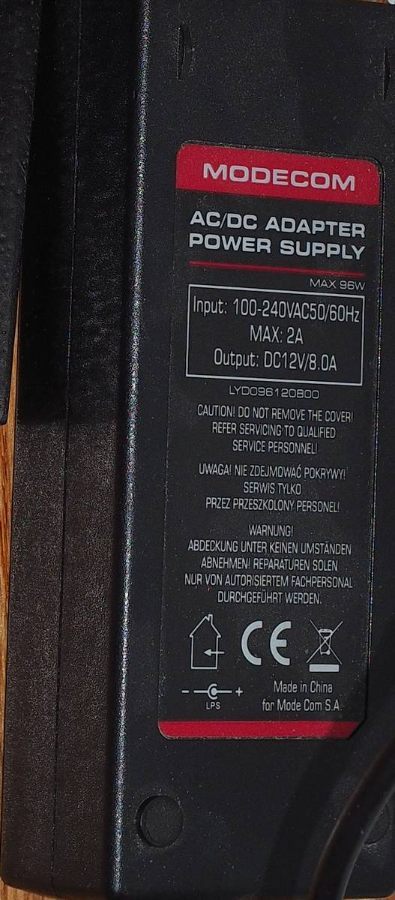 MODECOM
AC/DC ADAPTER
POWER SUPPLY
MAX 96W
Input: 100-240VAC50/60Hz
MAX: 2A
Output: DC12V/8.0A
LYD096120800
CAUTION! DO NOT REMOVE THE COVER!
REFER SERVICING TO QUALIFIED
SERVICE PERSONNEL!
UWAGA! NIE ZDEJMOWAĆ POKRYWY!
SERWIS TYLKO
PRZEZ PRZESZKOLONY PERSONEL!
WARNUNG!
ABDECKUNG UNTER KEINEN UMSTÄNDEN
ABNEHMEN! REPARATUREN SOLEN
NUR VON AUTORISIERTEM FACHPERSONAL
DURCHGEFÜHRT WERDEN.
CE
- +
LPS
Made in China
for Mode Com S.A.